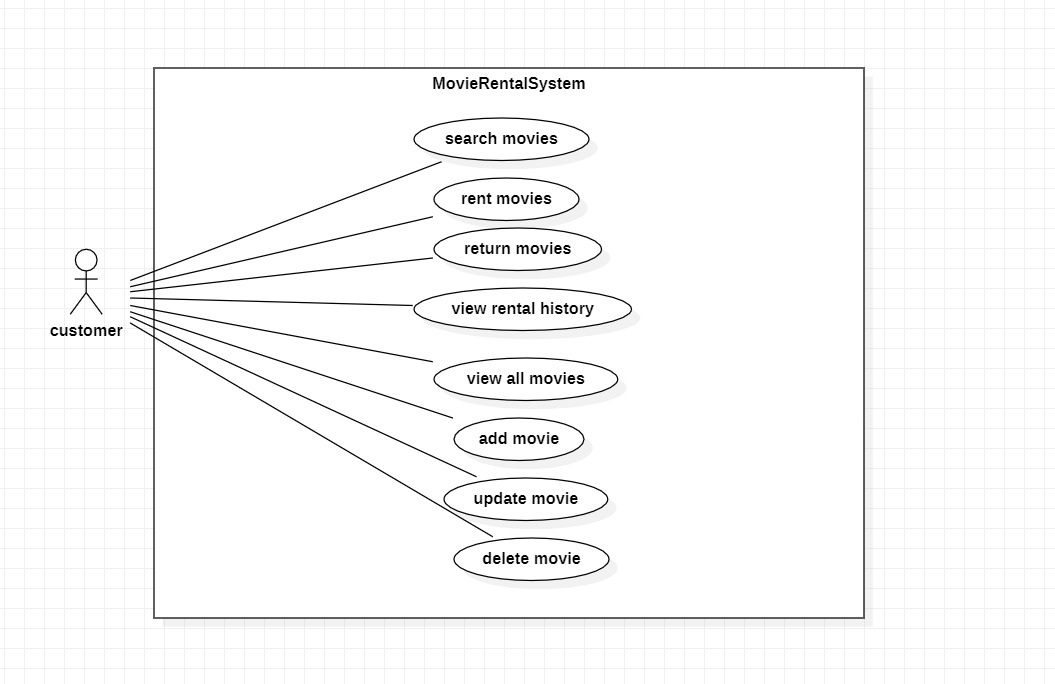 MovieRentalSystem
search movies
rent movies
return movies
view rental history
customer
view all movies
add movie
update movie
delete movie